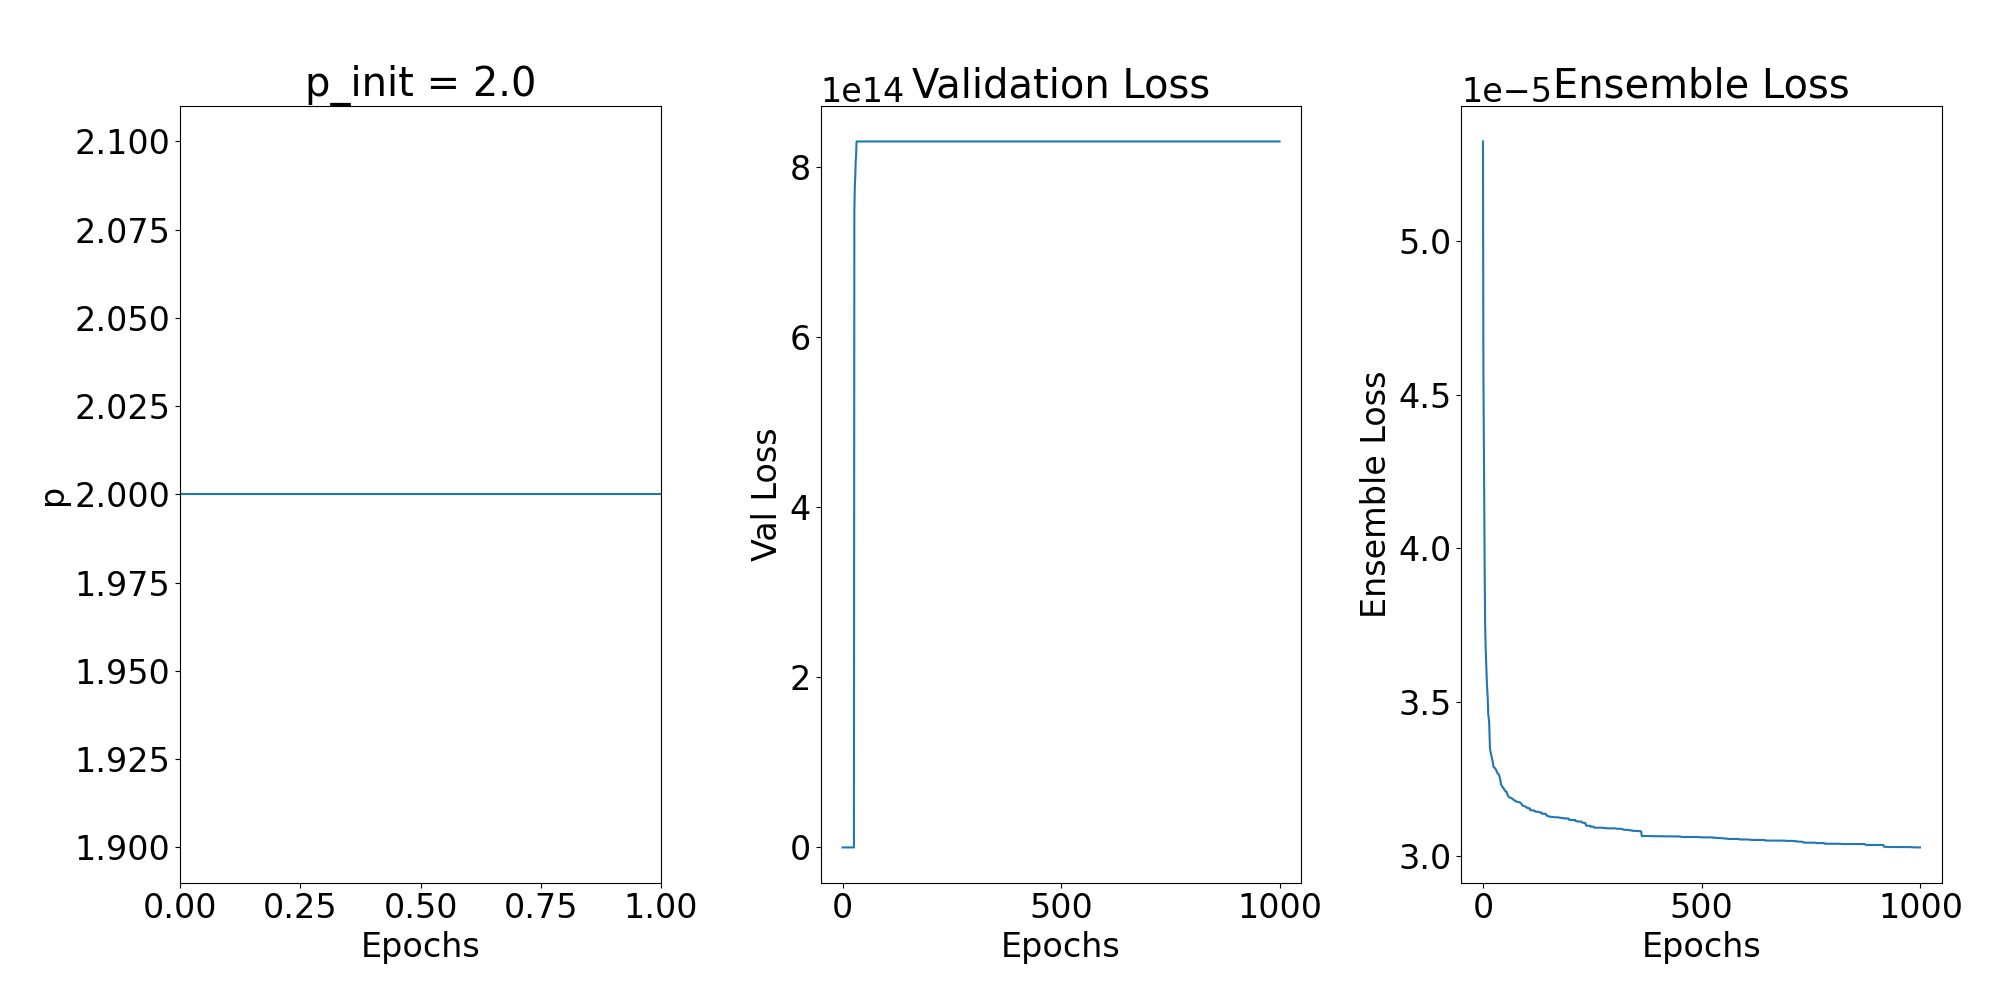 p_init = 2.0
2.100
2.075
2.050
2.025
2.000
1.975
1.950
1.925
1.900
p
0.00 0.25 0.50 0.75 1.00
Epochs
1e14 Validation Loss
8
6
4
2
0
Val Loss
0 500 1000
Epochs
1e−5 Ensemble Loss
5.0
4.5
4.0
3.5
3.0
Ensemble Loss
0 500 1000
Epochs